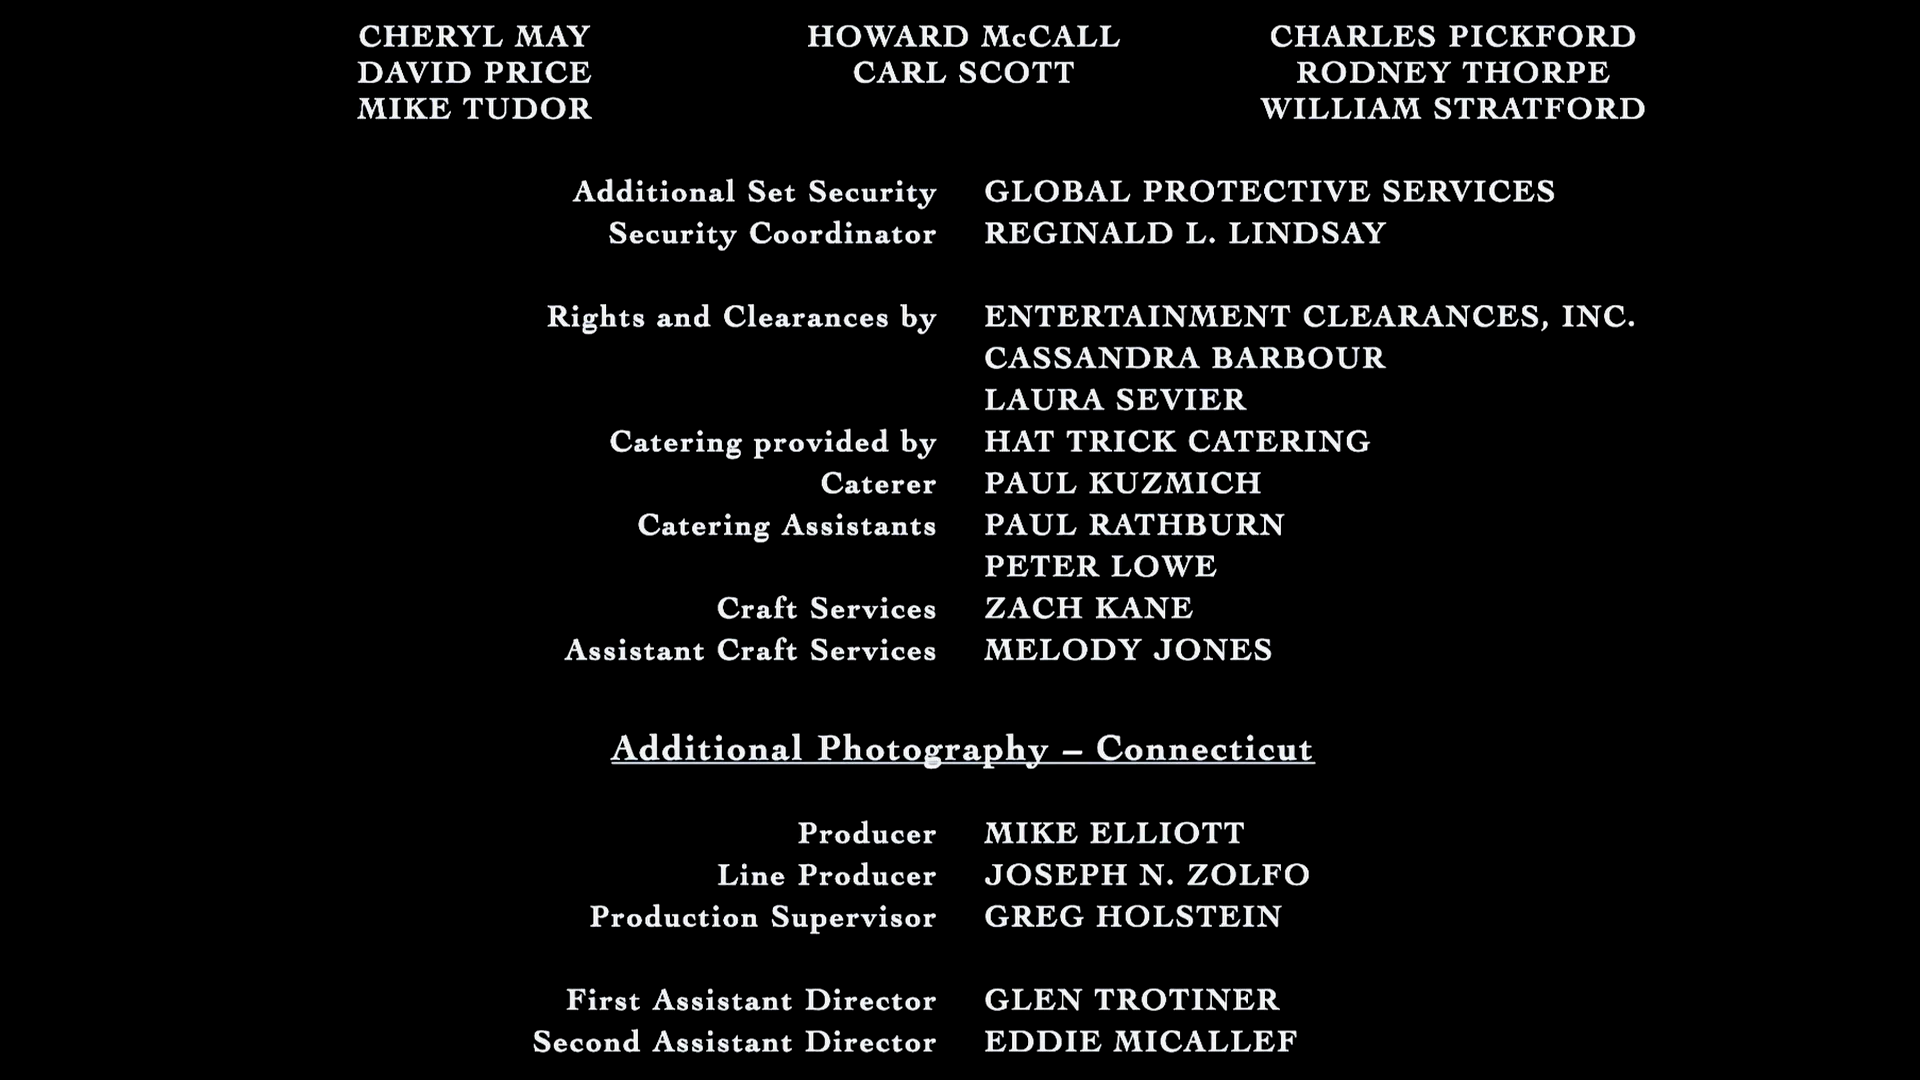 CHERYL MAY HOWARD McCALL CHARLES PICKFORD
DAVID PRICE CARL SCOTT RODNEY THORPE
MIKE TUDOR WILLIAM STRATFORD
Additional Set Security GLOBAL PROTECTIVE SERVICES
Security Coordinator REGINALD L. LINDSAY
Rights and Clearances by ENTERTAINMENT CLEARANCES, INC.
CASSANDRA BARBOUR
LAURA SEVIER
Catering provided by HAT TRICK CATERING
Caterer PAUL KUZMICH
Catering Assistants PAUL RATHBURN
PETER LOWE
Craft Services ZACH KANE
Assistant Craft Services MELODY JONES
Additional Photography – Connecticut
Producer MIKE ELLIOTT
Line Producer JOSEPH N. ZOLFO
Production Supervisor GREG HOLSTEIN
First Assistant Director GLEN TROTINER
Second Assistant Director EDDIE MICALLEF